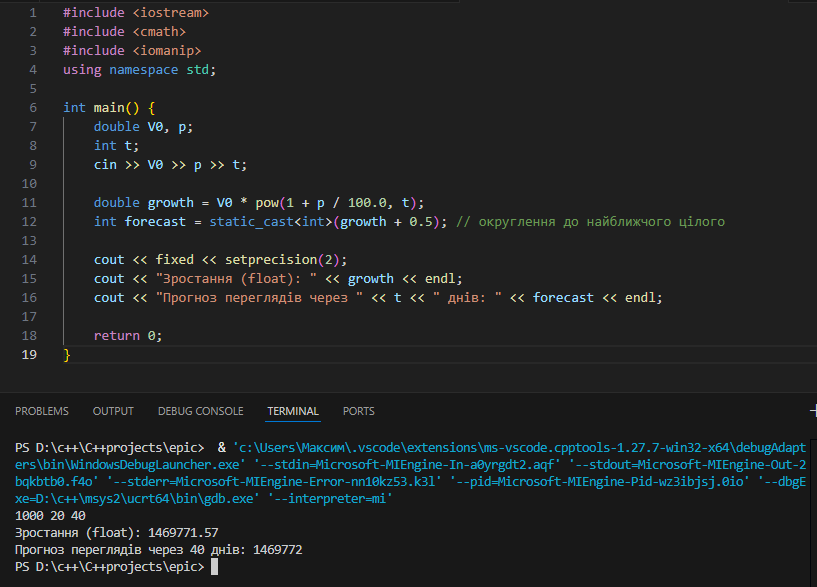 1 #include <iostream>
2 #include <cmath>
3 #include <iomanip>
4 using namespace std;
5
6 int main() {
7     double V0, p;
8     int t;
9     cin >> V0 >> p >> t;
10
11     double growth = V0 * pow(1 + p / 100.0, t);
12     int forecast = static_cast<int>(growth + 0.5); // округлення до найближчого цілого
13
14     cout << fixed << setprecision(2);
15     cout << "Зростання (float): " << growth << endl;
16     cout << "Прогноз переглядів через " << t << " днів: " << forecast << endl;
17
18     return 0;
19 }
PROBLEMS OUTPUT DEBUG CONSOLE TERMINAL PORTS
PS D:\c++\C++projects\epic>  & 'c:\Users\Максим\.vscode\extensions\ms-vscode.cpptools-1.27.7-win32-x64\debugAdapt
ers\bin\WindowsDebugLauncher.exe' '--stdin=Microsoft-MIEngine-In-a0yrgdt2.aqf' '--stdout=Microsoft-MIEngine-Out-2
bqkbtb0.f4o' '--stderr=Microsoft-MIEngine-Error-nn10kz53.k3l' '--pid=Microsoft-MIEngine-Pid-wz3ibjsj.0io' '--dbgE
xe=D:\c++\msys2\ucrt64\bin\gdb.exe' '--interpreter=mi'
1000 20 40
Зростання (float): 1469771.57
Прогноз переглядів через 40 днів: 1469772
PS D:\c++\C++projects\epic>